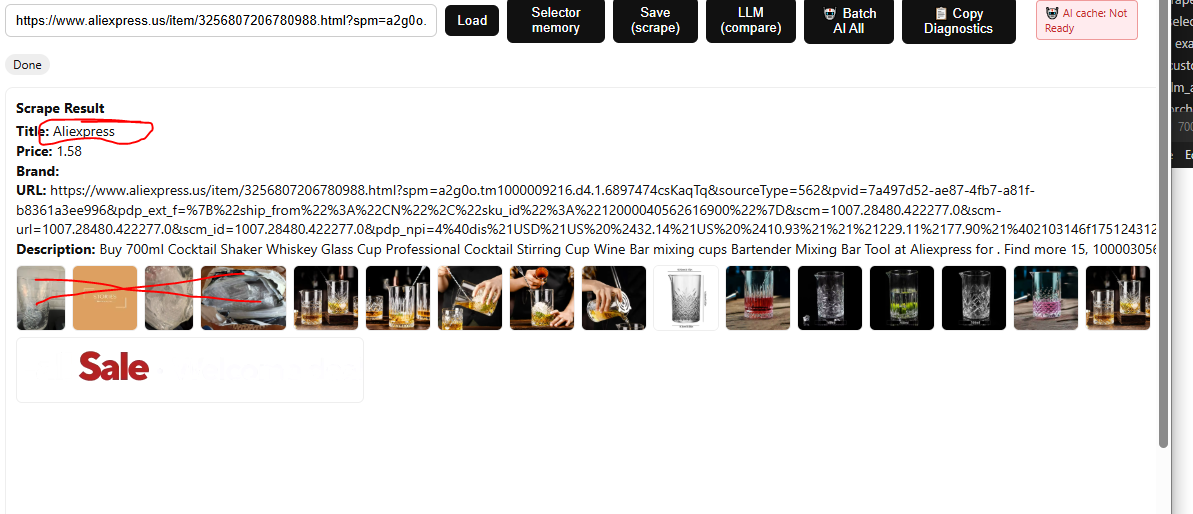 https://www.aliexpress.us/item/3256807206780988.html?spm=a2g0o.
Load
Selector memory
Save (scrape)
LLM (compare)
Batch AI All
Copy Diagnostics
AI cache: Not Ready
Done
Scrape Result
Title: Aliexpress
Price: 1.58
Brand:
URL: https://www.aliexpress.us/item/3256807206780988.html?spm=a2g0o.tm1000009216.d4.1.6897474csKaqTq&sourceType=562&pvid=7a497d52-ae87-4fb7-a81f-
b8361a3ee996&pdp_ext_f=%7B%22ship_from%22%3A%22CN%22%2C%22sku_id%22%3A%2212000040562616900%22%7D&scm=1007.28480.422277.0&scm-
url=1007.28480.422277.0&scm_id=1007.28480.422277.0&pdp_npi=4%40dis%21USD%21US%20%2432.14%21US%20%2410.93%21%21%21229.11%2177.90%21%402103146f175124312
Description: Buy 700ml Cocktail Shaker Whiskey Glass Cup Professional Cocktail Stirring Cup Wine Bar mixing cups Bartender Mixing Bar Tool at Aliexpress for . Find more 15, 100003056
Sale